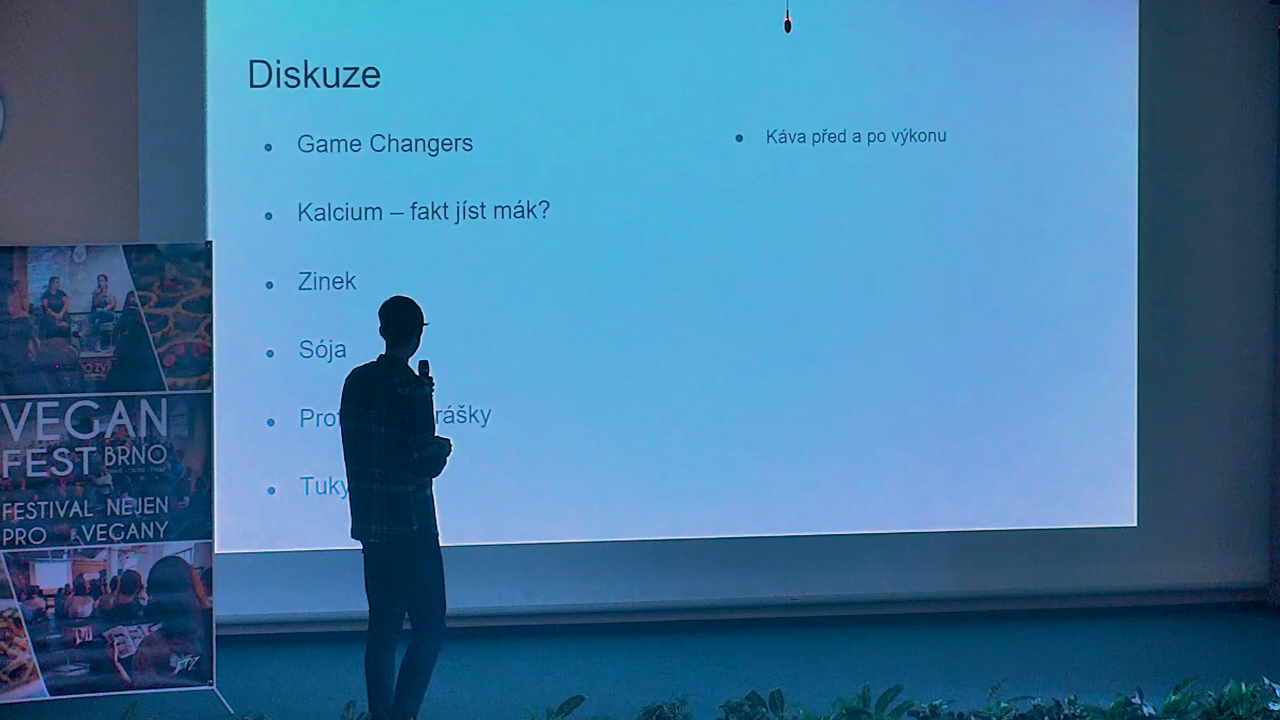 Diskuze
Game Changers
Kalcium – fakt jíst mák?
Zinek
Sója
Tuky
Káva před a po výkonu
VEGAN
FEST BRNO
FESTIVAL NEJEN
PRO VEGANY